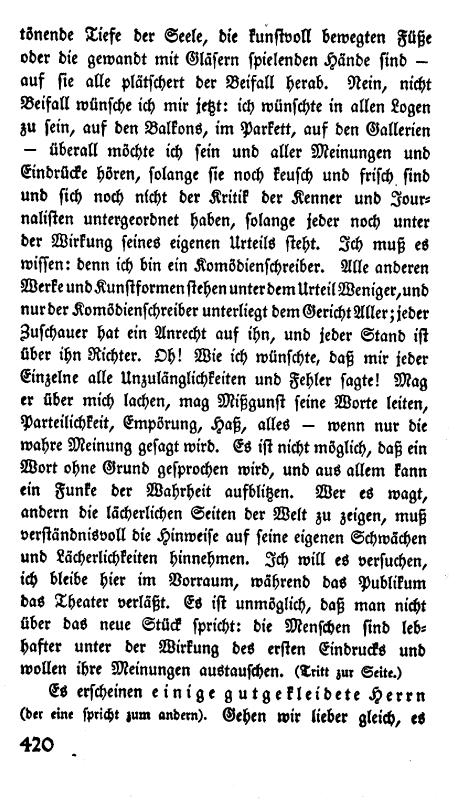 tönende Tiefe der Seele, die kunstvoll bewegten Füße
oder die gewandt mit Gläsern spielenden Hände sind —
auf sie alle plätschert der Beifall herab. Nein, nicht
Beifall wünsche ich mir jetzt: ich wünschte in allen Logen
zu sein, auf den Balkons, im Parkett, auf den Gallerien
— überall möchte ich sein und aller Meinungen und
Eindrücke hören, solange sie noch keusch und frisch sind
und sich noch nicht der Kritik der Kenner und Jour-
nalisten untergeordnet haben, solange jeder noch unter
der Wirkung seines eigenen Urteils steht. Ich muß es
wissen: denn ich bin ein Komödienschreiber. Alle anderen
Werke und Kunstformen stehen unter dem Urteil Weniger, und
nur der Komödienschreiber unterliegt dem Gericht Aller; jeder
Zuschauer hat ein Anrecht auf ihn, und jeder Stand ist
über ihn Richter. Oh! Wie ich wünschte, daß mir jeder
Einzelne alle Unzulänglichkeiten und Fehler sagte! Mag
er über mich lachen, mag Mißgunst seine Worte leiten,
Parteilichkeit, Empörung, Haß, alles — wenn nur die
wahre Meinung gesagt wird. Es ist nicht möglich, daß ein
Wort ohne Grund gesprochen wird, und aus allem kann
ein Funke der Wahrheit aufblitzen. Wer es wagt,
andern die lächerlichen Seiten der Welt zu zeigen, muß
verständnisvoll die Hinweise auf seine eigenen Schwächen
und Lächerlichkeiten hinnehmen. Ich will es versuchen,
ich bleibe hier im Vorraum, während das Publikum
das Theater verläßt. Es ist unmöglich, daß man nicht
über das neue Stück spricht: die Menschen sind leb-
hafter unter der Wirkung des ersten Eindrucks und
wollen ihre Meinungen austauschen. (Tritt zur Seite.)
Es erscheinen einige gutgekleidete Herrn
(der eine spricht zum andern). Gehen wir lieber gleich, es
420